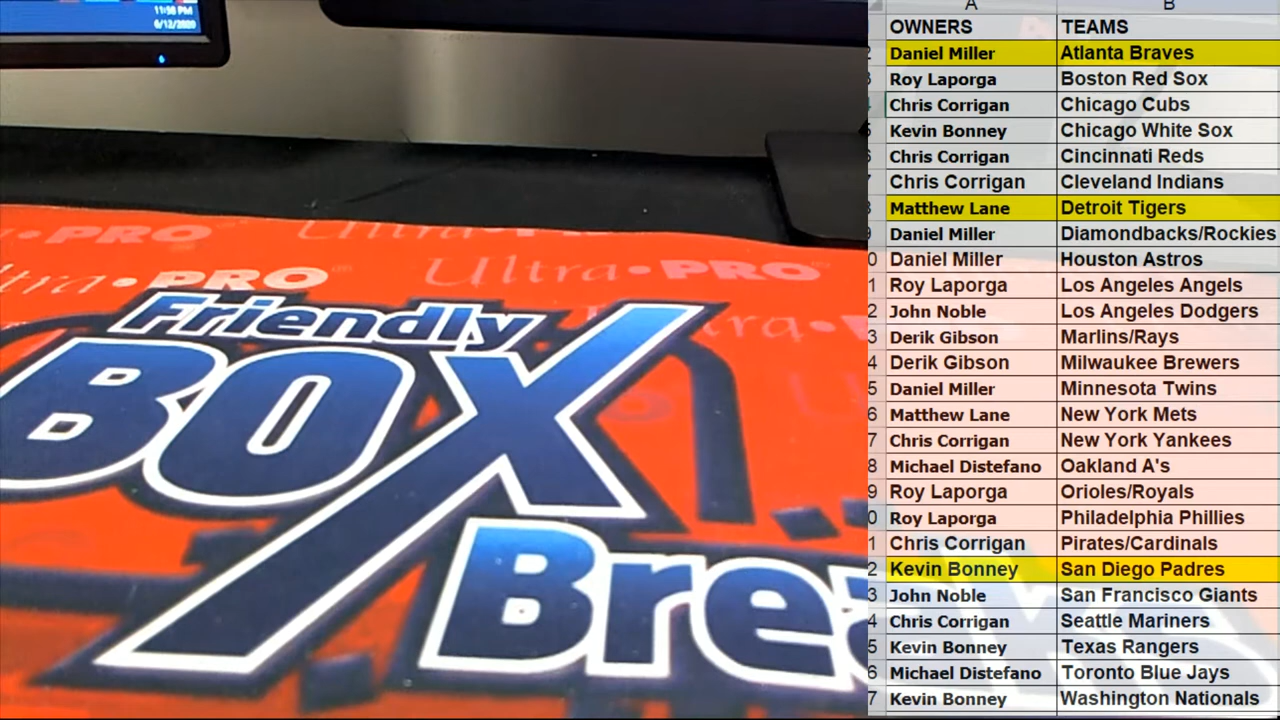 11:56 PM
6/12/2020
Ultra•PRO
Friendly
BOX
A B
OWNERS TEAMS
Daniel Miller Atlanta Braves
Roy Laporga Boston Red Sox
Chris Corrigan Chicago Cubs
Kevin Bonney Chicago White Sox
Chris Corrigan Cincinnati Reds
Chris Corrigan Cleveland Indians
Matthew Lane Detroit Tigers
Daniel Miller Diamondbacks/Rockies
Daniel Miller Houston Astros
Roy Laporga Los Angeles Angels
John Noble Los Angeles Dodgers
Derik Gibson Marlins/Rays
Derik Gibson Milwaukee Brewers
Daniel Miller Minnesota Twins
Matthew Lane New York Mets
Chris Corrigan New York Yankees
Michael Distefano Oakland A's
Roy Laporga Orioles/Royals
Roy Laporga Philadelphia Phillies
Chris Corrigan Pirates/Cardinals
Kevin Bonney San Diego Padres
John Noble San Francisco Giants
Chris Corrigan Seattle Mariners
Kevin Bonney Texas Rangers
Michael Distefano Toronto Blue Jays
Kevin Bonney Washington Nationals